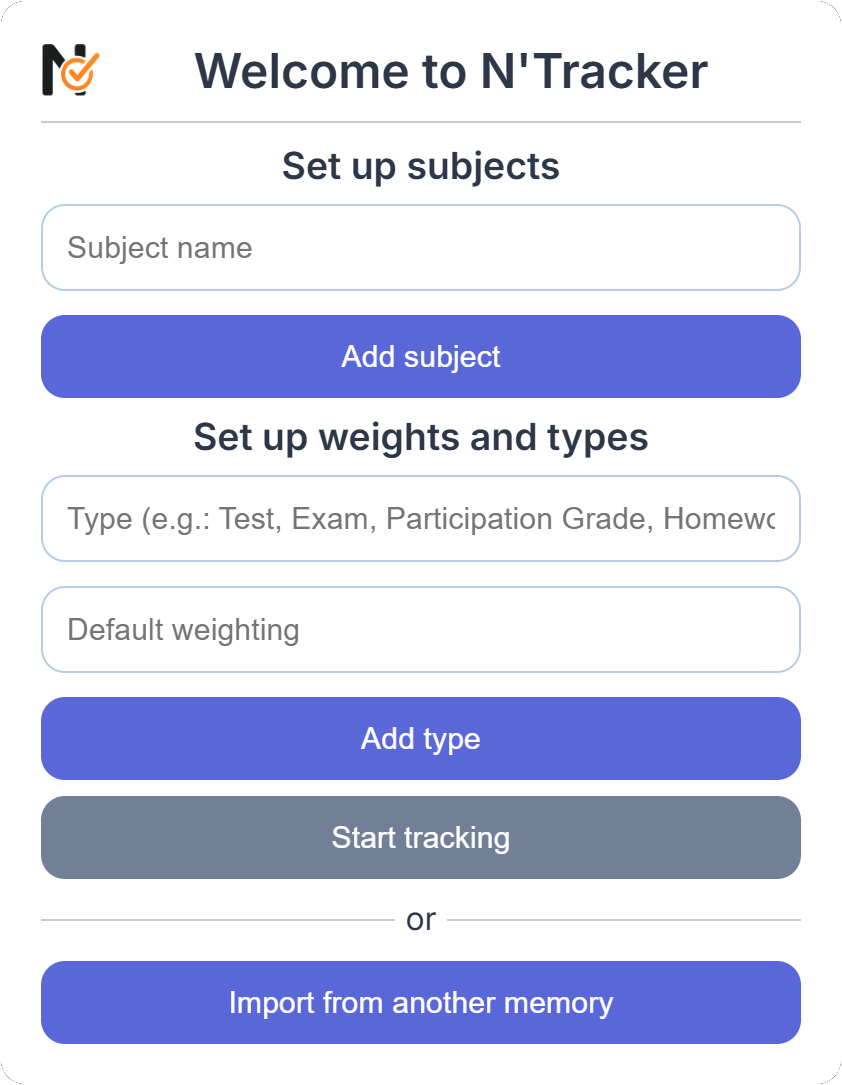 N
Welcome to N'Tracker
Set up subjects
Subject name
Add subject
Set up weights and types
Type (e.g.: Test, Exam, Participation Grade, Homewo
Default weighting
Add type
Start tracking
or
Import from another memory